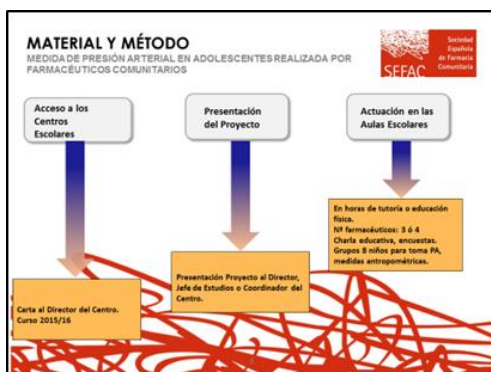 MATERIAL Y MÉTODO
MEDIDA DE PRESIÓN ARTERIAL EN ADOLESCENTES REALIZADA POR
FARMACÉUTICOS COMUNITARIOS
SEFAC
Sociedad
Española
de Farmacia
Comunitaria
Acceso a los
Centros
Escolares
Presentación
del Proyecto
Actuación en las
Aulas Escolares
Carta al Director del Centro.
Curso 2015/16
Presentación Proyecto al Director,
Jefe de Estudios o Coordinador del
Centro.
En horas de tutoría o educación
física.
Nº farmacéuticos: 3 ó 4
Charla educativa, encuestas.
Grupos 8 niños para toma PA,
medidas antropométricas.